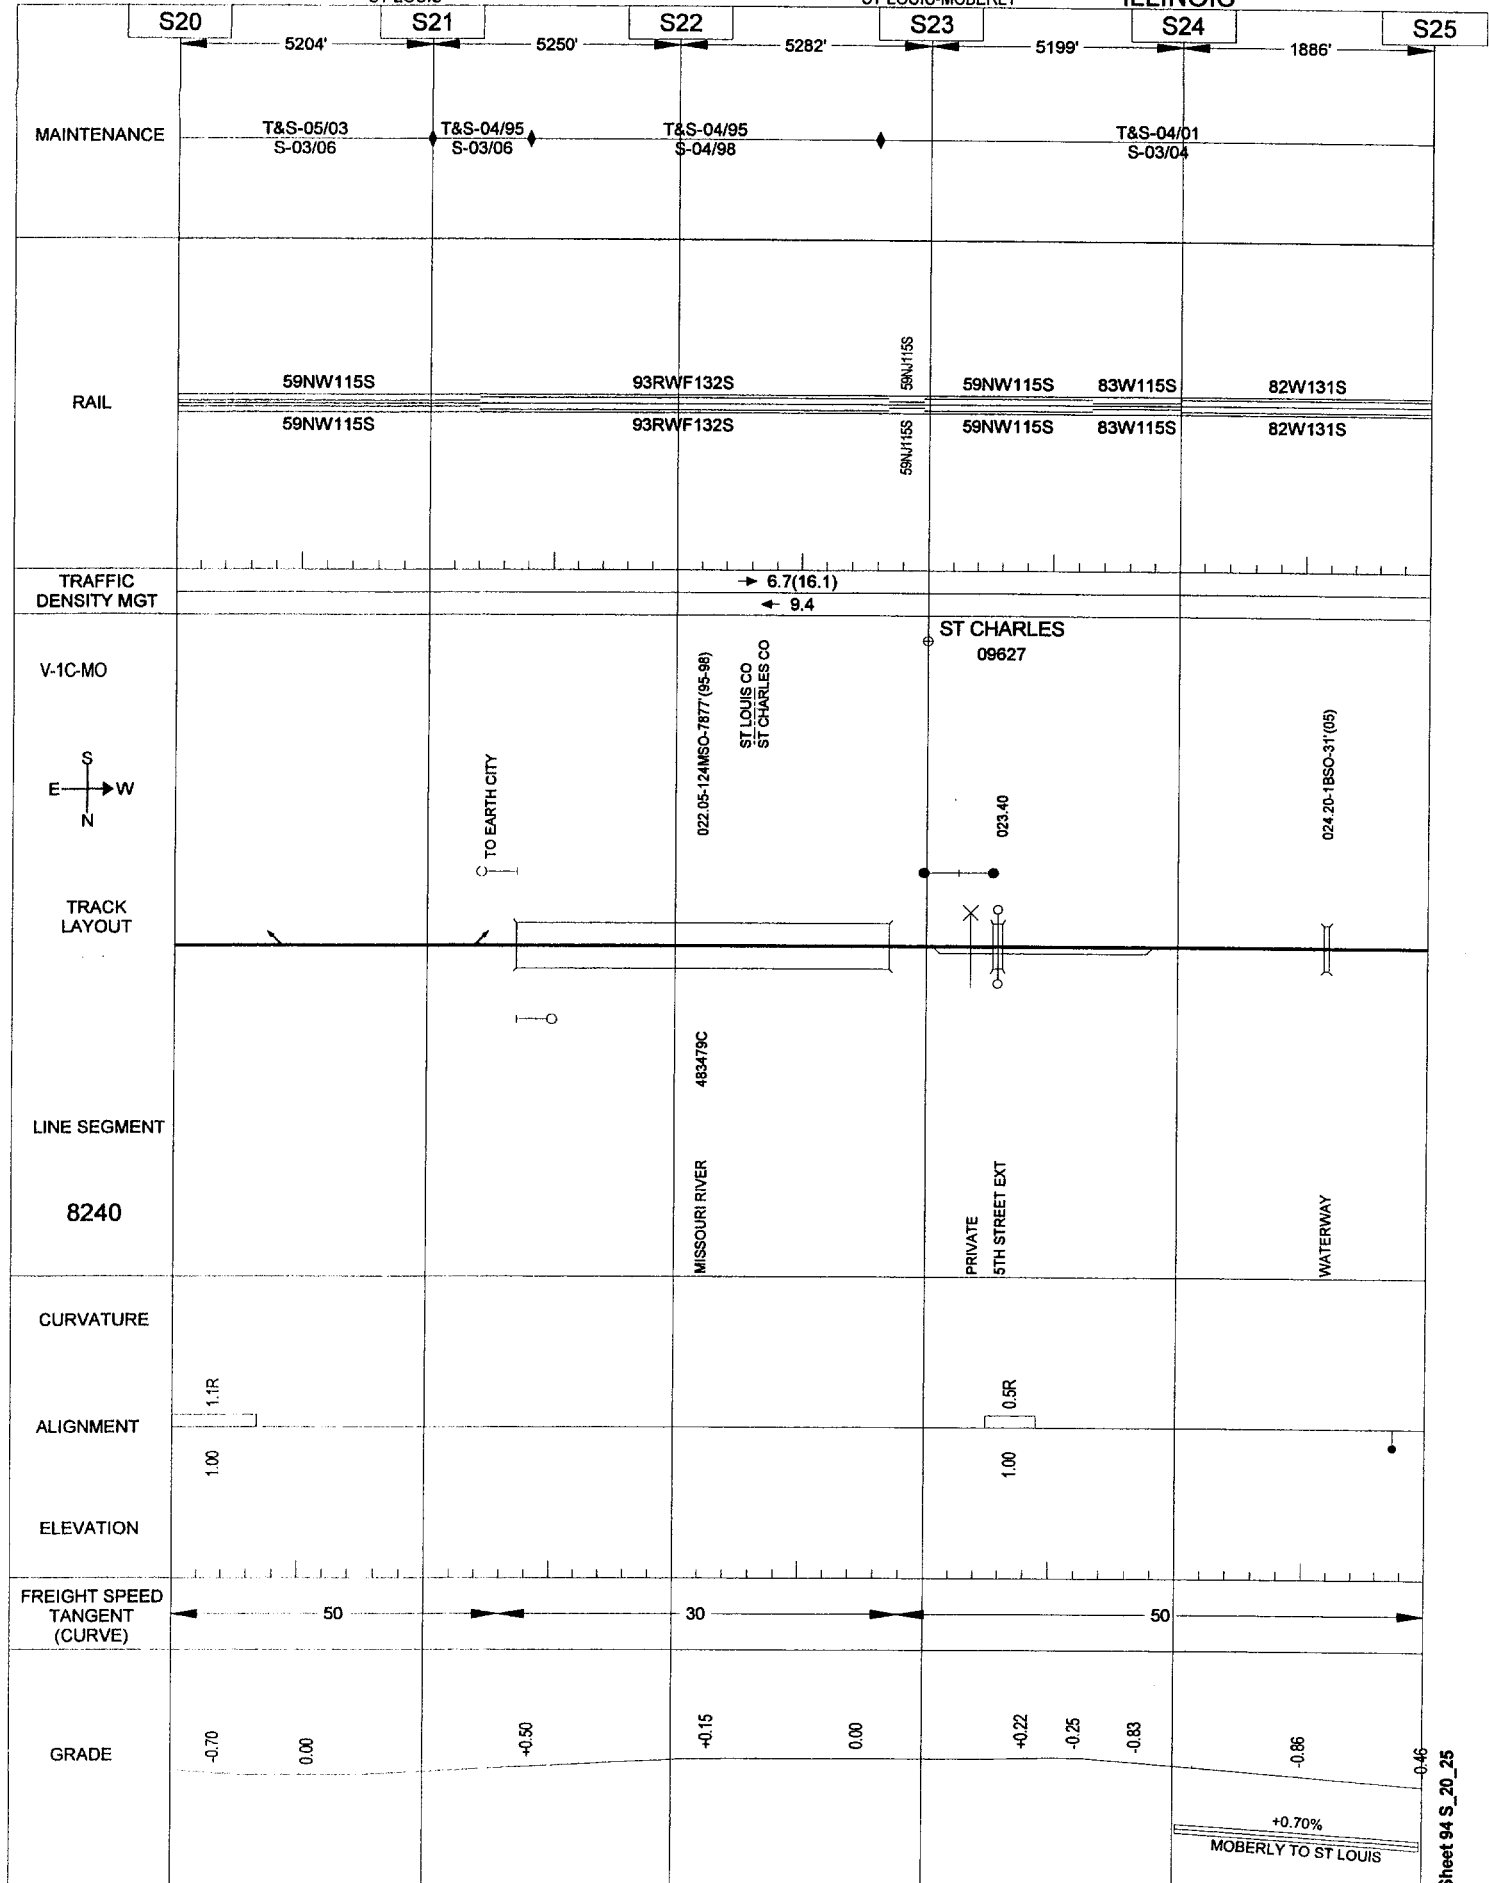 ILLINOIS
S20 S21 S22 S23 S24 S25
5204' 5250' 5282' 5199' 1886'
MAINTENANCE
T&S-05/03 T&S-04/95 T&S-04/95 T&S-04/01
S-03/06 S-03/06 S-04/98 S-03/04
RAIL
59NW115S 93RWF132S 59NJ115S 59NW115S 83W115S 82W131S
59NW115S 93RWF132S 59NJ115S 59NW115S 83W115S 82W131S
TRAFFIC
DENSITY MGT
6.7(16.1)
9.4
V-1C-MO
S
E W
N
ST CHARLES
09627
TO EARTH CITY
022.05-124MSO-7877'(95-98)
ST LOUIS CO
ST CHARLES CO
023.40
024.20-1BSO-31'(05)
TRACK
LAYOUT
483479C
LINE SEGMENT
8240
MISSOURI RIVER
PRIVATE
5TH STREET EXT
WATERWAY
CURVATURE
1.1R 0.5R
ALIGNMENT
1.00 1.00
ELEVATION
FREIGHT SPEED
TANGENT
(CURVE)
50 30 50
GRADE
-0.70 0.00 +0.50 +0.15 0.00 +0.22 -0.25 -0.83 -0.86 -0.46
+0.70%
MOBERLY TO ST LOUIS
Sheet 94 S_20_25